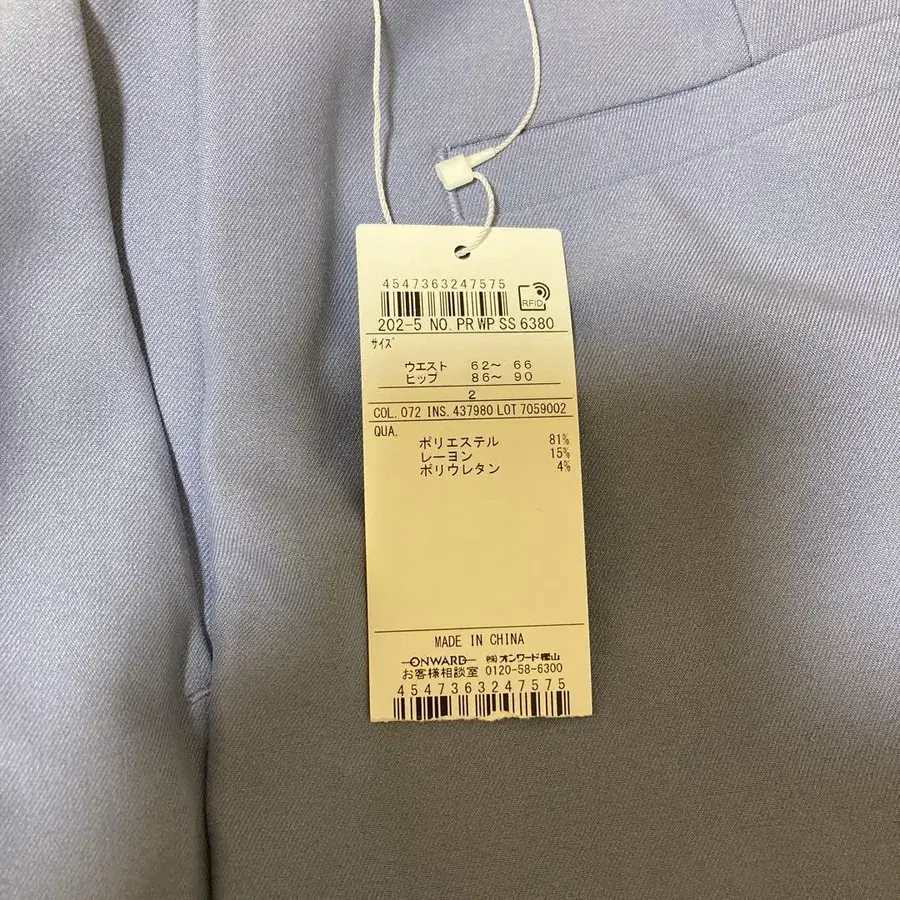 4547363247575
RFID
202-5 NO. PR WP SS 6380
サイズ
ウエスト 62〜 66
ヒップ 86〜 90
2
COL. 072 INS. 437980 LOT 7059002
QUA.
ポリエステル 81%
レーヨン 15%
ポリウレタン 4%
MADE IN CHINA
ONWARD ㈱オンワード樫山
お客様相談室 0120-58-6300
4547363247575